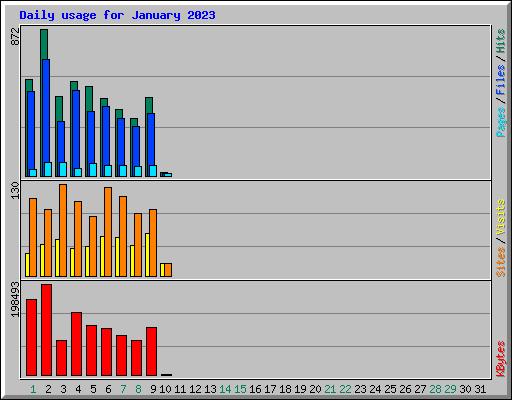 Daily usage for January 2023
872
Pages/Files/Hits
130
Sites/Visits
198493
KBytes
1 2 3 4 5 6 7 8 9 10 11 12 13 14 15 16 17 18 19 20 21 22 23 24 25 26 27 28 29 30 31